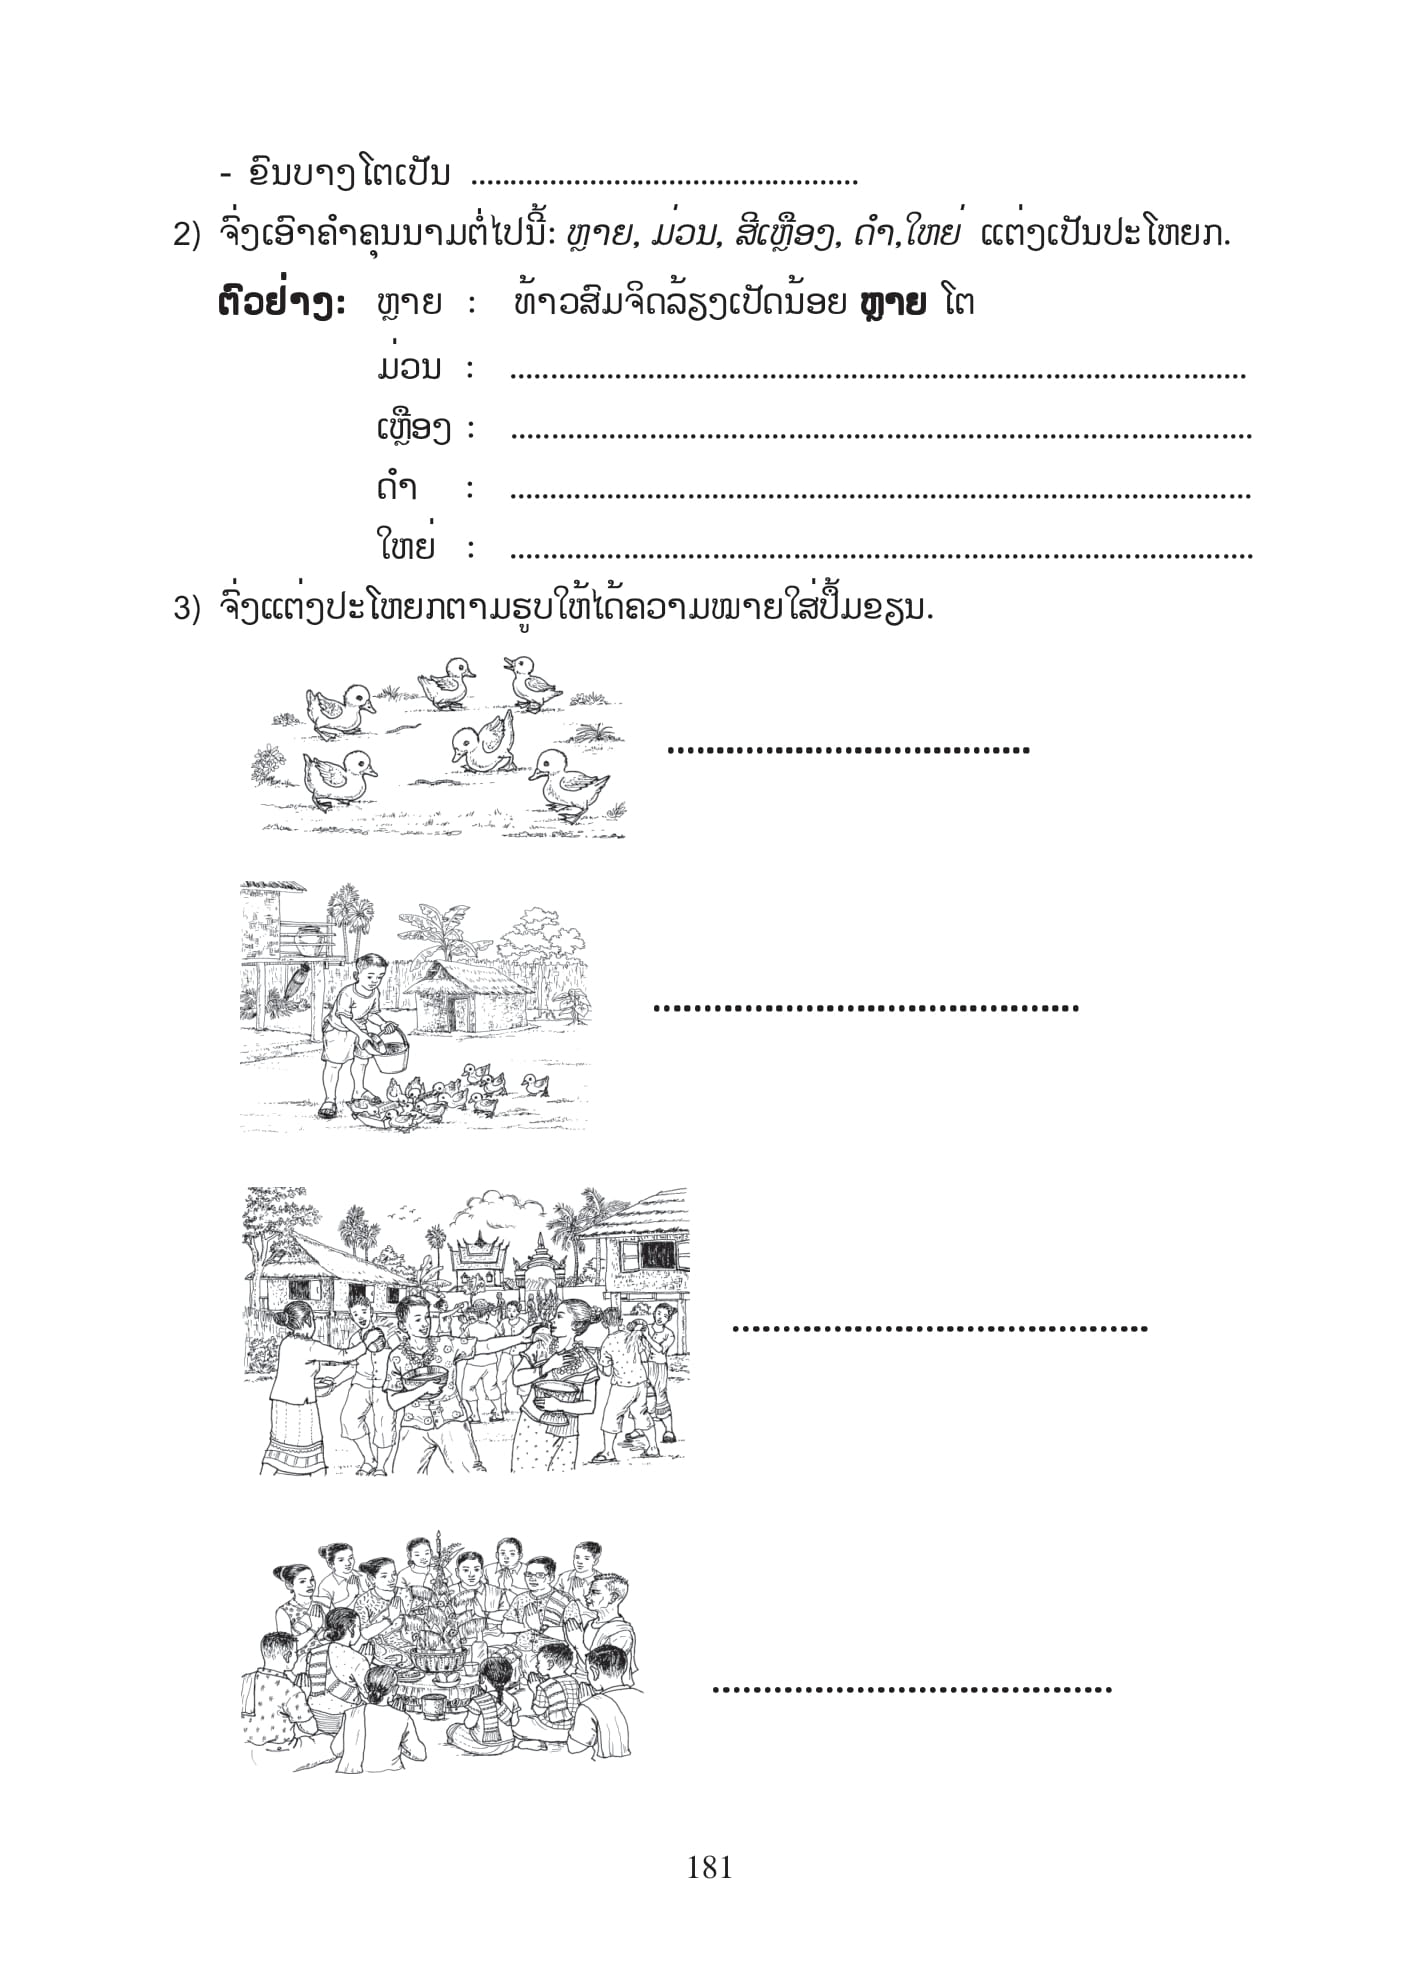 - ຂົນບາງໂຕເປັນ ................................................
2) ຈົ່ງເອົາຄຳຄຸນນາມຕໍ່ໄປນີ້: ຫຼາຍ, ມ່ວນ, ສີເຫຼືອງ, ດຳ,ໃຫຍ່ ແຕ່ງເປັນປະໂຫຍກ.
ຕົວຢ່າງ: ຫຼາຍ : ທ້າວສົມຈິດລ້ຽງເປັດນ້ອຍ ຫຼາຍ ໂຕ
ມ່ວນ : ...........................................................................................
ເຫຼືອງ : ...........................................................................................
ດຳ : ...........................................................................................
ໃຫຍ່ : ...........................................................................................
3) ຈົ່ງແຕ່ງປະໂຫຍກຕາມຮູບໃຫ້ໄດ້ຄວາມໝາຍໃສ່ປຶ້ມຂຽນ.
.....................................
.........................................
.........................................
.......................................
181